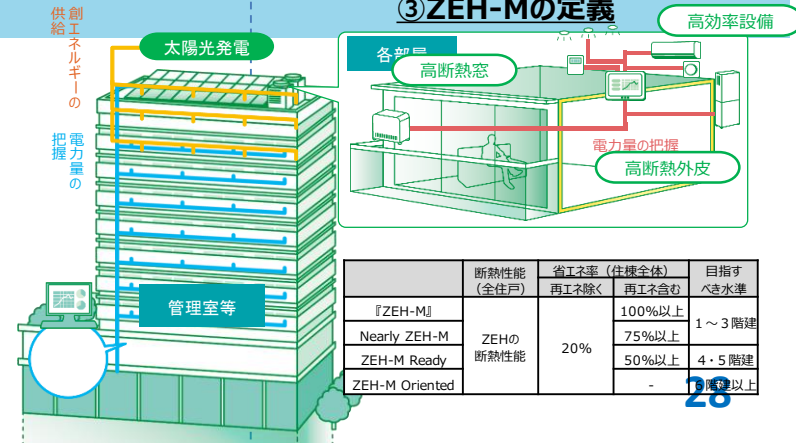 ③ZEH-Mの定義
創エネルギーの
供給
電力量の
把握
太陽光発電
管理室等
高断熱窓
高効率設備
電力量の把握
高断熱外皮
断熱性能
（全住戸）
省エネ率（住棟全体）
再エネ除く
再エネ含む
目指す
べき水準
『ZEH-M』
Nearly ZEH-M
ZEH-M Ready
ZEH-M Oriented
ZEHの
断熱性能
20%
100%以上
75%以上
50%以上
-
1～3階建
4・5階建
6階建以上
28